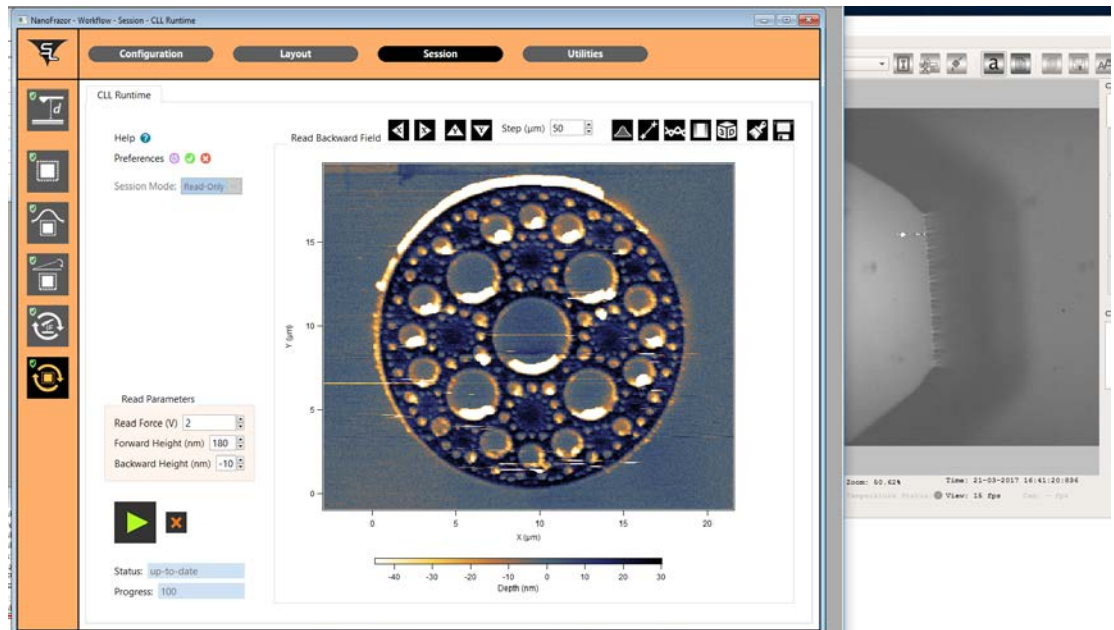 NanoFrazor - Workflow - Session - CLL Runtime
Configuration Layout Session Utilities
CLL Runtime
Help
Preferences
Session Mode: Read-Only
Read Backward Field
Step (µm) 50
3D
a
d
Y (µm)
15
10
5
0
0 5 10 15 20
X (µm)
-40 -30 -20 -10 0 10 20 30
Depth (nm)
Read Parameters
Read Force (V) 2
Forward Height (nm) 180
Backward Height (nm) -10
Status: up-to-date
Progress: 100
Zoom: 50.62% Time: 21-03-2017 16:41:20:836
View: 15 fps